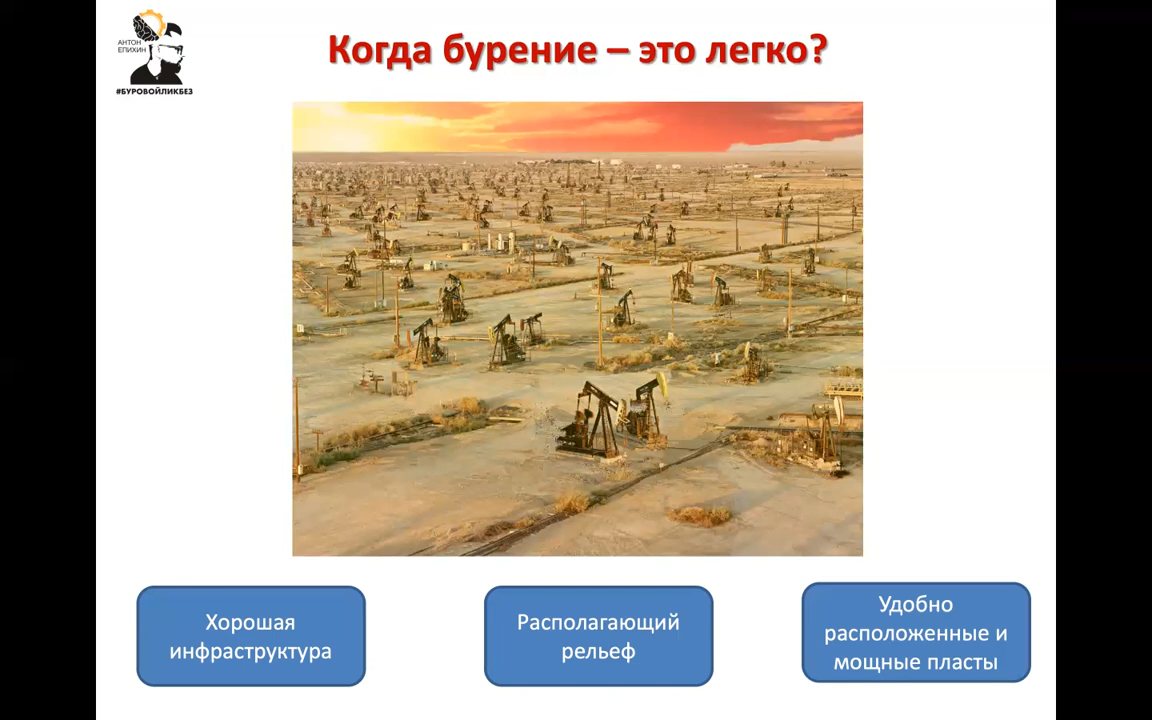 АНТОН
ЕПИХИН
#БУРОВОЙЛИКБЕЗ
Когда бурение – это легко?
Хорошая
инфраструктура
Располагающий
рельеф
Удобно
расположенные и
мощные пласты